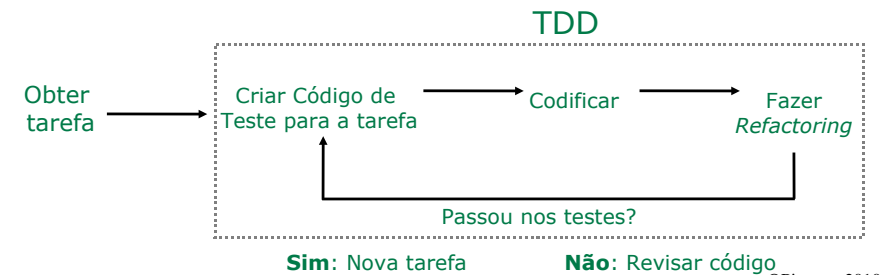 TDD
Obter
tarefa
Criar Código de
Teste para a tarefa
Codificar
Fazer
Refactoring
Passou nos testes?
Sim: Nova tarefa
Não: Revisar código